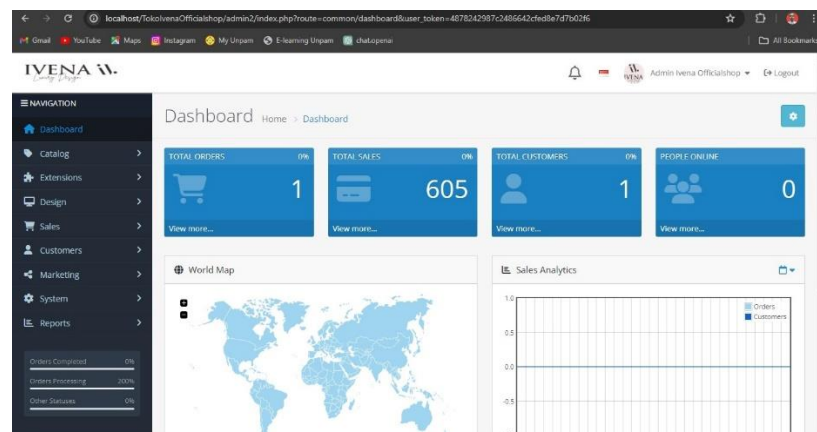 localhost/TokoIvenaOfficialshop/admin2/index.php?route=common/dashboard&user_token=4878242987c2486642cfed8e7d7b02f6
Gmail YouTube Maps Instagram My Unpam E-learning Unpam chat.openai All Bookmarks
IVENA
Luxury Design
IVENA Admin Ivena Officialshop Logout
NAVIGATION
Dashboard
Catalog
Extensions
Design
Sales
Customers
Marketing
System
Reports
Orders Completed 0%
Orders Processing 200%
Other Statuses 0%
Dashboard Home > Dashboard
TOTAL ORDERS 0%
1
View more...
TOTAL SALES 0%
605
View more...
TOTAL CUSTOMERS 0%
1
View more...
PEOPLE ONLINE
0
View more...
World Map
+
-
Sales Analytics
1.0
0.5
0.0
-0.5
Orders
Customers